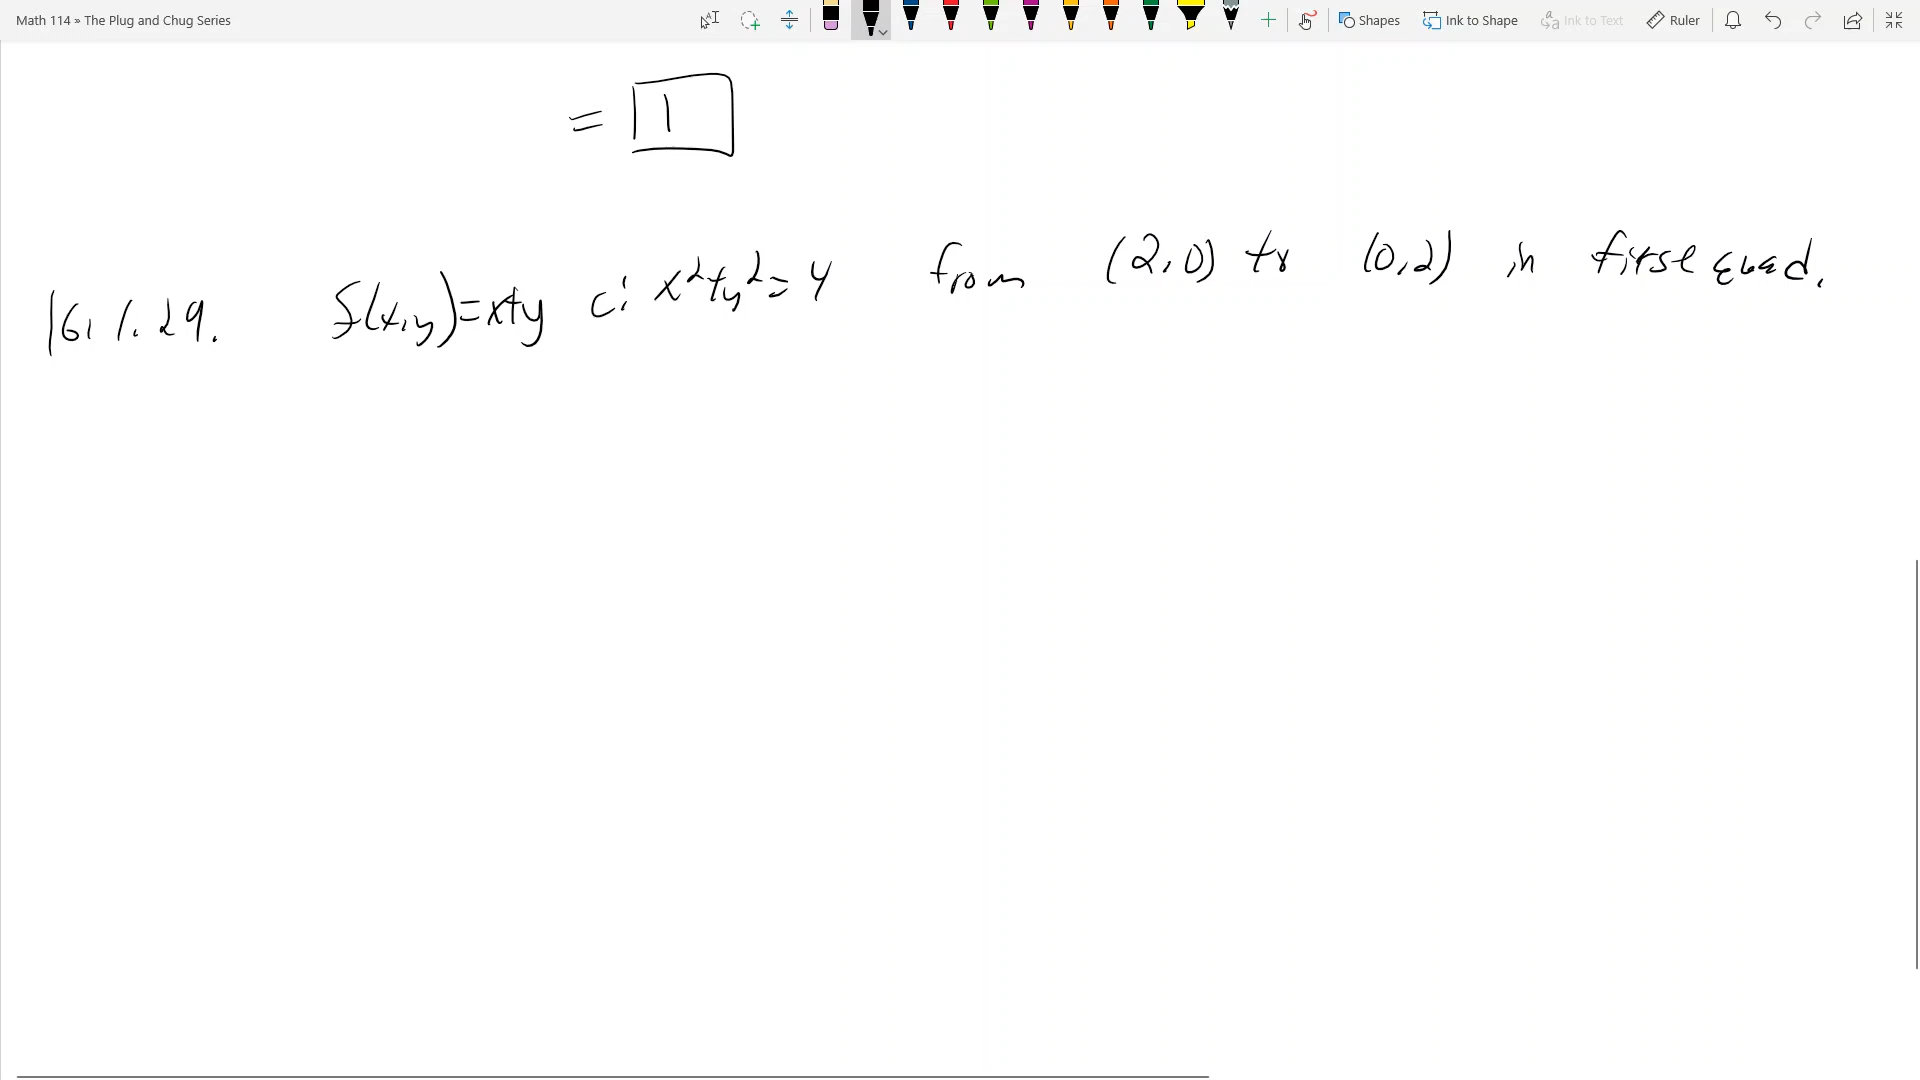 Math 114 » The Plug and Chug Series
Shapes Ink to Shape Ink to Text Ruler
= 1
16.1.29. f(x,y)=x+y C: x²+y²=4 from (2,0) to (0,2) in first quad.